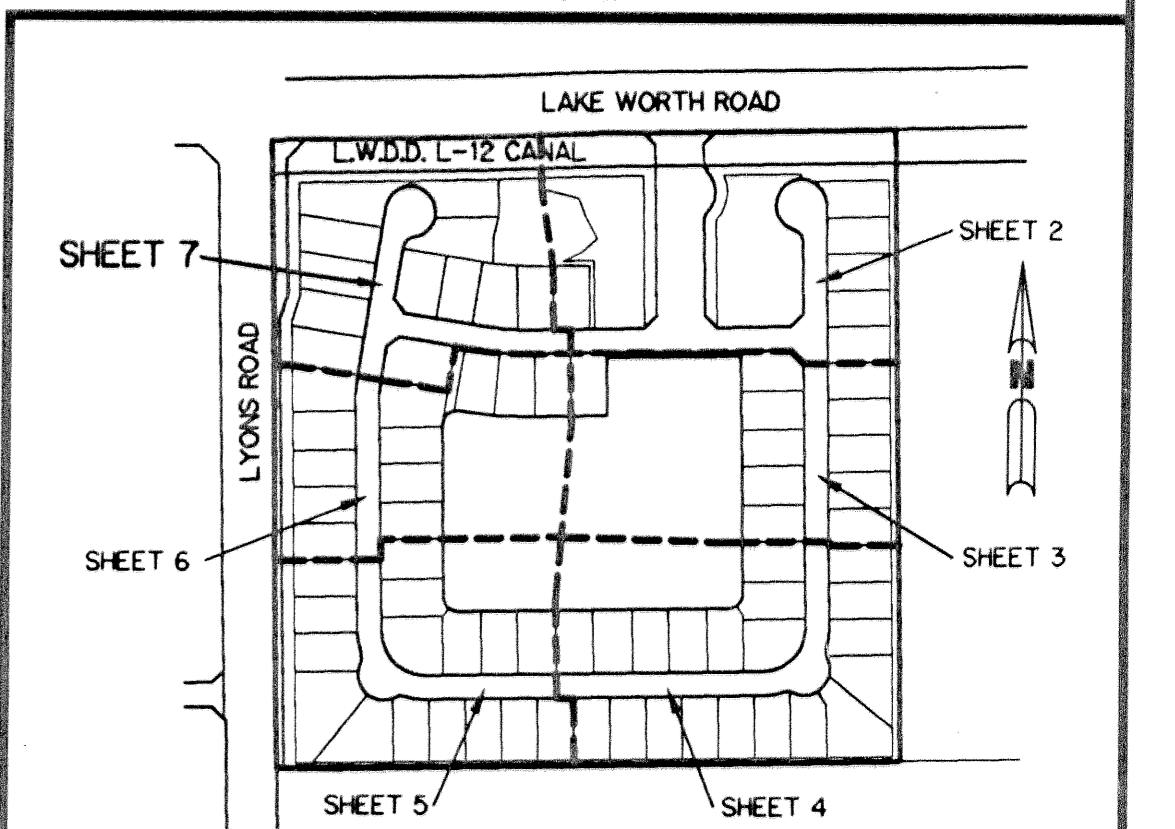 LAKE WORTH ROAD
L.W.D.D. L-12 CANAL
SHEET 2
SHEET 7
LYONS ROAD
N
SHEET 6
SHEET 3
SHEET 5
SHEET 4